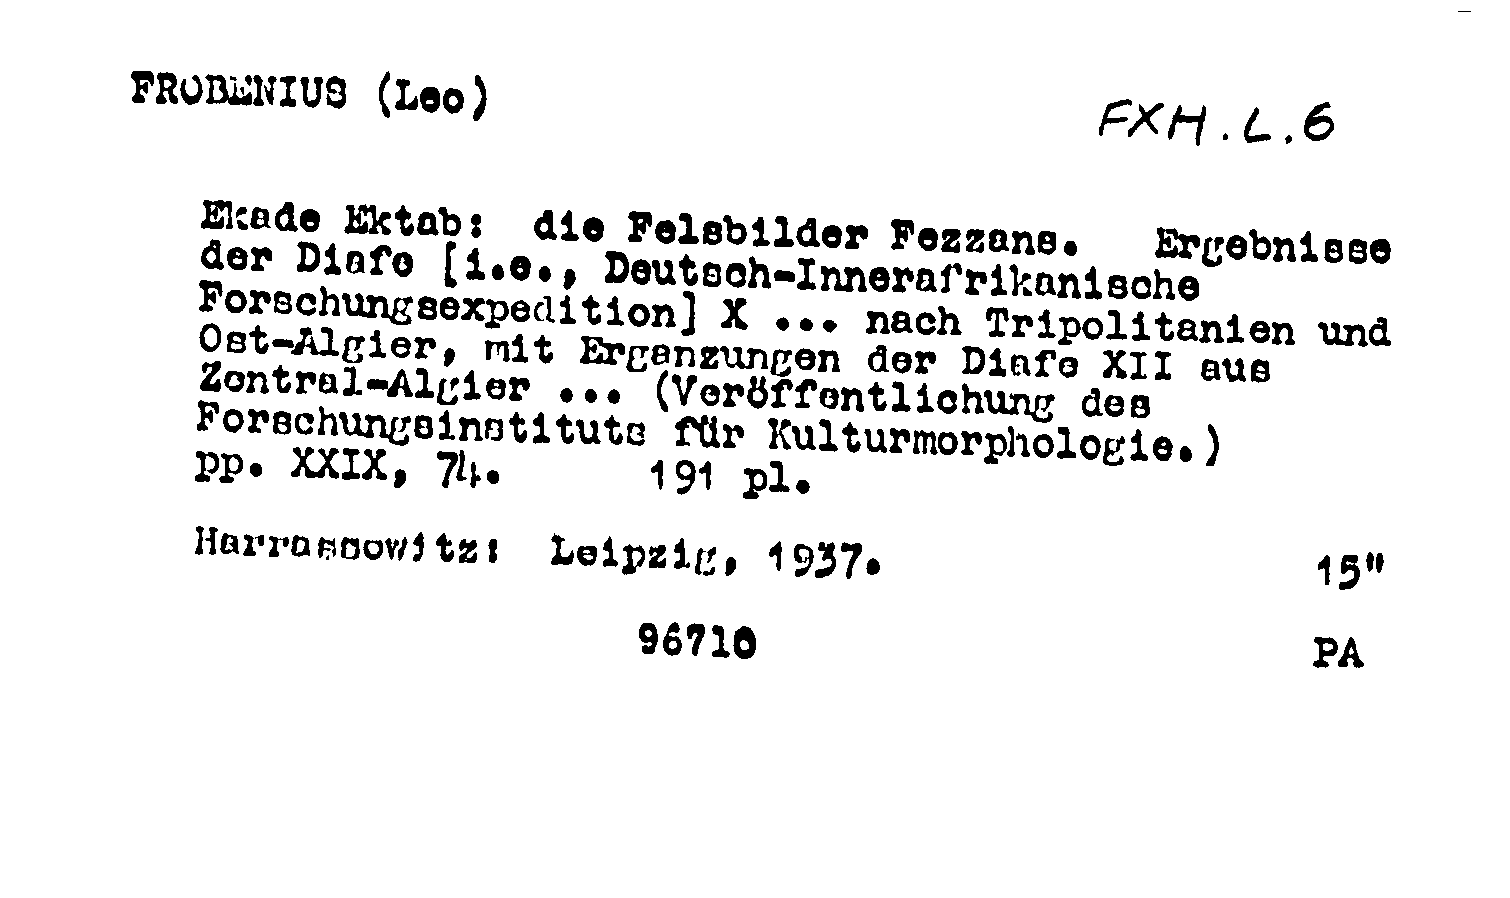 FROBENIUS (Leo)
FXH.L.6
Ekade Ektab: die Felsbilder Fezzans. Ergebnisse
der Diafe [i.e., Deutsch-Innerafrikanische
Forschungsexpedition] X ... nach Tripolitanien und
Ost-Algier, mit Erganzungen der Diafe XII aus
Zentral-Algier ... (Veröffentlichung des
Forschungsinstituts für Kulturmorphologie.)
pp. XXIX, 74. 191 pl.
Harrassowitz: Leipzig, 1937.
15"
96710
PA